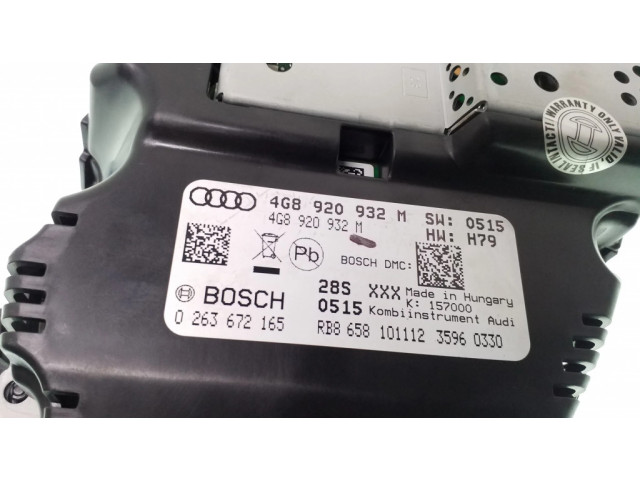 4G8 920 932 M SW: 0515
4G8 920 932 M HW: H79
Pb
BOSCH DMC:
BOSCH
28S XXX Made in Hungary
K: 157000
0515 Kombiinstrument Audi
0 263 672 165 RB8 658 101112 3596 0330
WARRANTY ONLY VALID, IF SEAL INTACT!